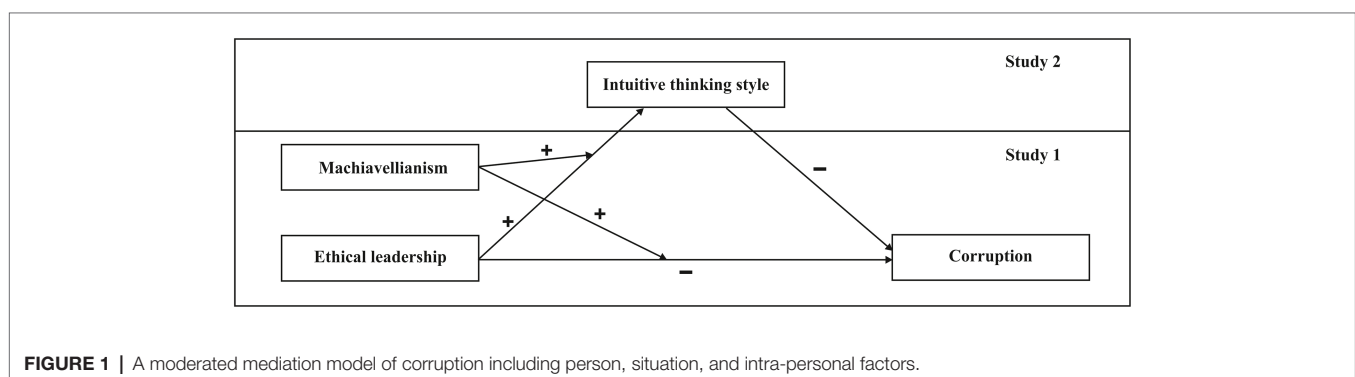 Study 2
Intuitive thinking style
Study 1
+
Machiavellianism
−
+
+
Ethical leadership
−
Corruption
FIGURE 1 | A moderated mediation model of corruption including person, situation, and intra-personal factors.